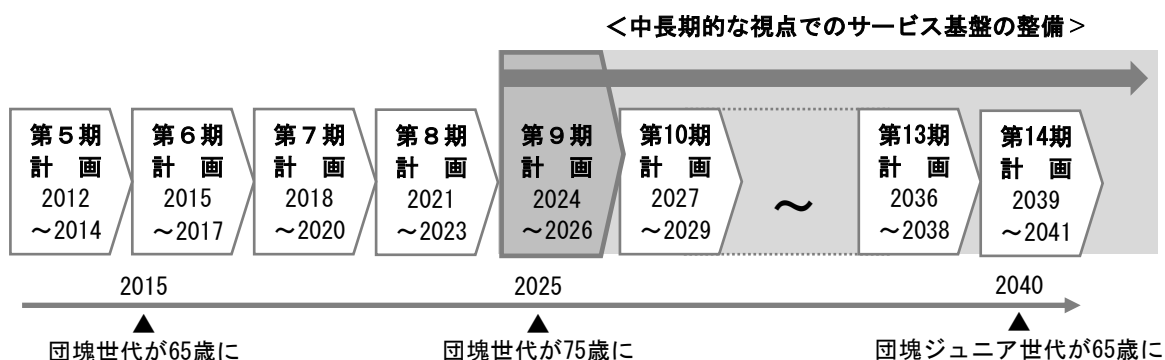 ＜中長期的な視点でのサービス基盤の整備＞
第５期
計　画
2012
～2014
第６期
計　画
2015
～2017
第７期
計　画
2018
～2020
第８期
計　画
2021
～2023
第９期
計　画
2024
～2026
第10期
計　画
2027
～2029
～
第13期
計　画
2036
～2038
第14期
計　画
2039
～2041
2015
2025
2040
▲
▲
▲
団塊世代が65歳に
団塊世代が75歳に
団塊ジュニア世代が65歳に